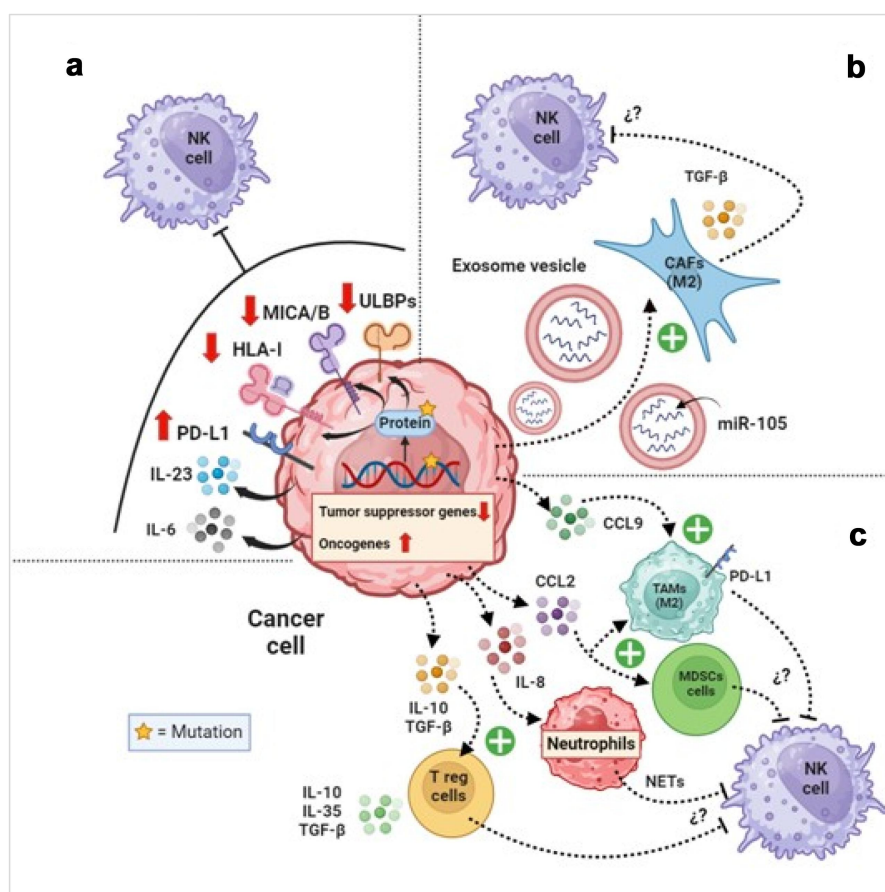 a
NK
cell
MICA/B
ULBPs
HLA-I
PD-L1
IL-23
IL-6
Protein
Tumor suppressor genes
Oncogenes
Cancer
cell
b
NK
cell
¿?
TGF-β
CAFs
(M2)
Exosome vesicle
miR-105
c
CCL9
TAMs
(M2)
PD-L1
CCL2
MDSCs
cells
¿?
IL-8
IL-10
TGF-β
Neutrophils
NETs
T reg
cells
IL-10
IL-35
TGF-β
¿?
NK
cell
= Mutation